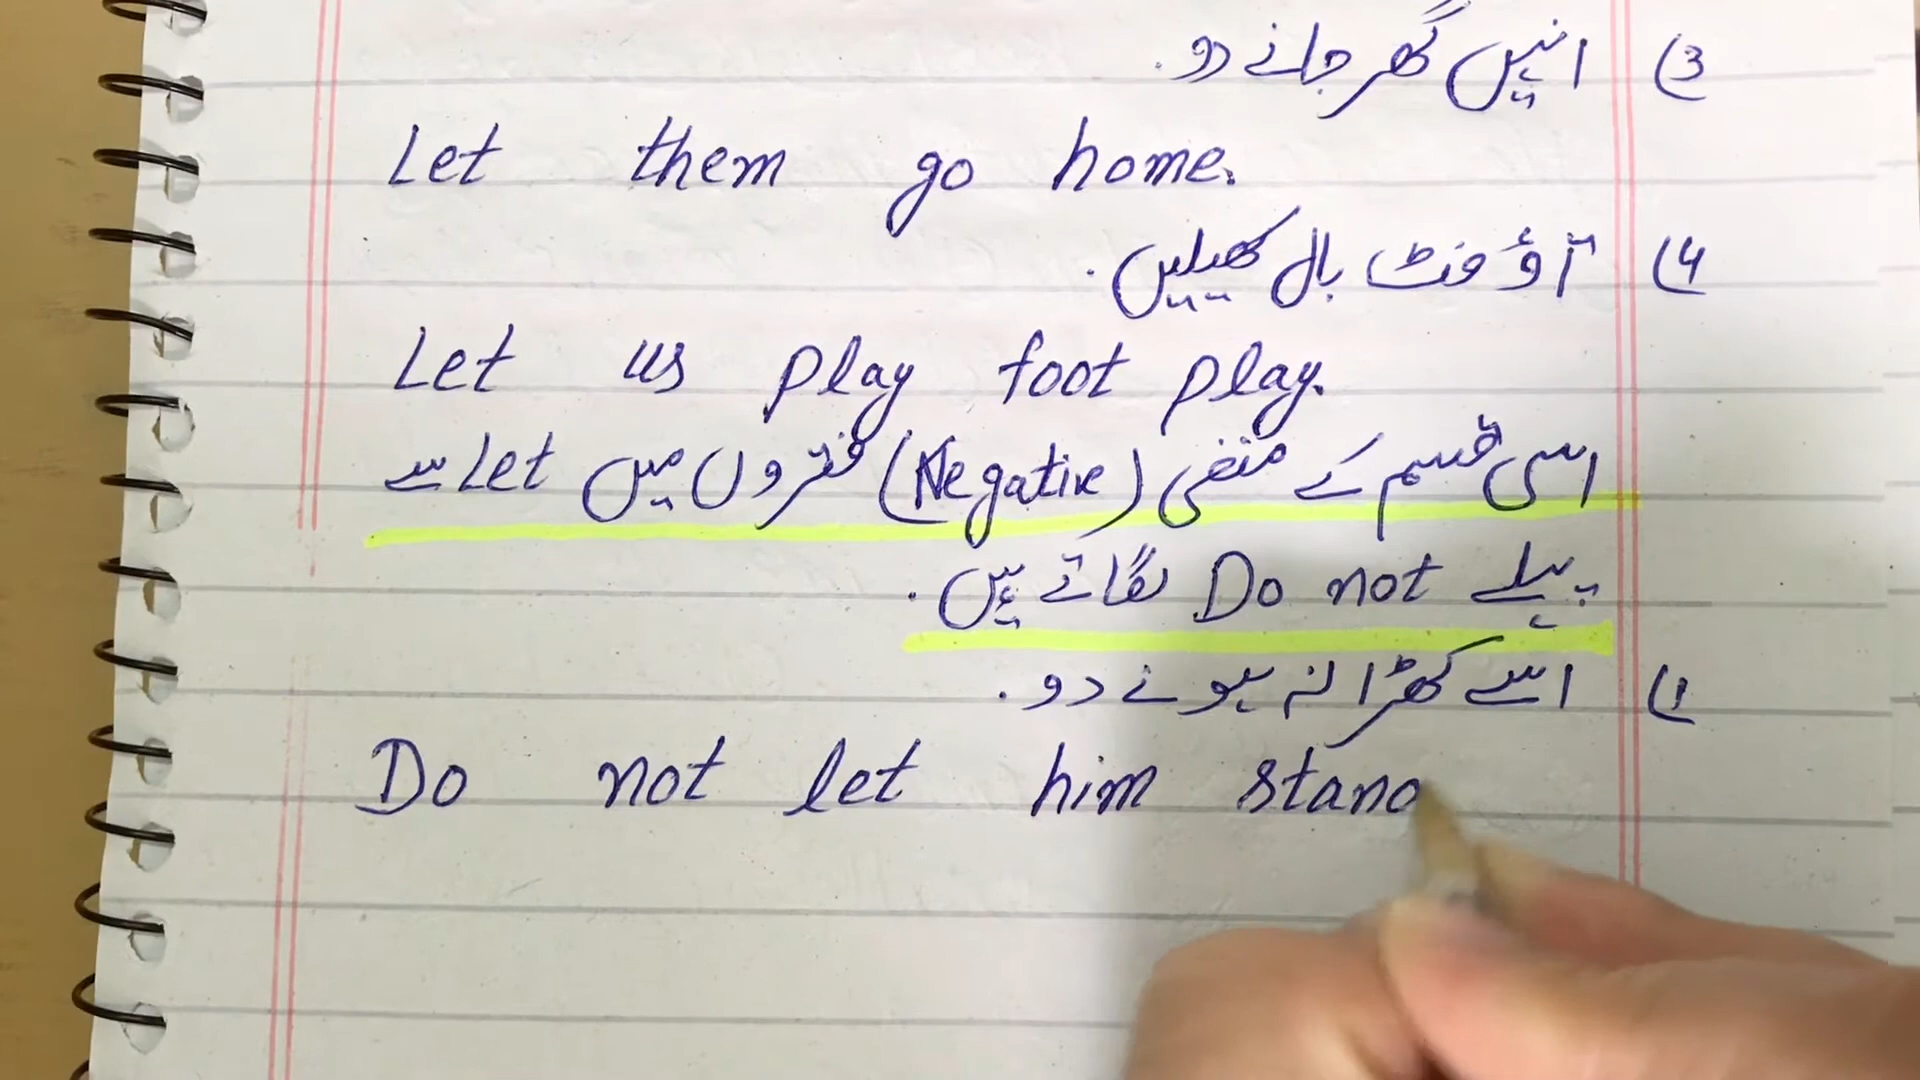 3) انہیں گھر جانے دو.
Let them go home.
4) آؤ فٹ بال کھیلیں.
Let us play foot play.
اسی قسم کے منفی (Negative) فقروں میں Let سے
پہلے Do not لگاتے ہیں.
1) اسے کھڑا نہ ہونے دو.
Do not let him stand